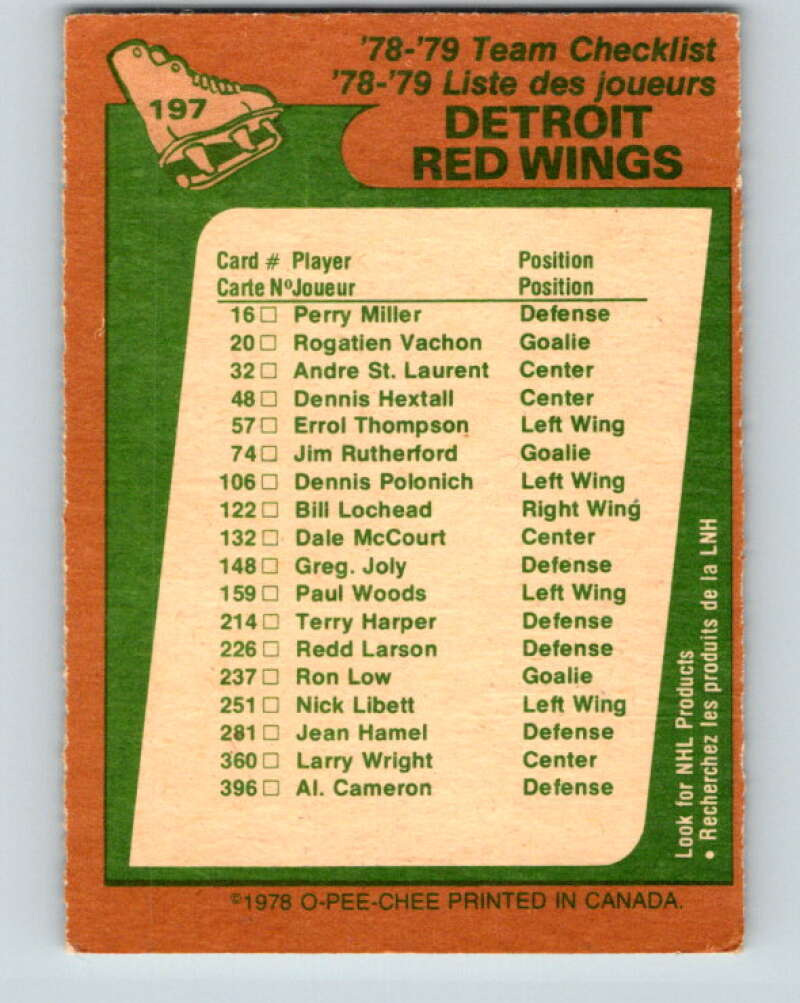 197
'78-'79 Team Checklist
'78-'79 Liste des joueurs
DETROIT
RED WINGS
Card # Player Position
Carte Nº Joueur Position
16 □ Perry Miller Defense
20 □ Rogatien Vachon Goalie
32 □ Andre St. Laurent Center
48 □ Dennis Hextall Center
57 □ Errol Thompson Left Wing
74 □ Jim Rutherford Goalie
106 □ Dennis Polonich Left Wing
122 □ Bill Lochead Right Wing
132 □ Dale McCourt Center
148 □ Greg. Joly Defense
159 □ Paul Woods Left Wing
214 □ Terry Harper Defense
226 □ Redd Larson Defense
237 □ Ron Low Goalie
251 □ Nick Libett Left Wing
281 □ Jean Hamel Defense
360 □ Larry Wright Center
396 □ Al. Cameron Defense
Look for NHL Products
• Recherchez les produits de la LNH
©1978 O-PEE-CHEE PRINTED IN CANADA.